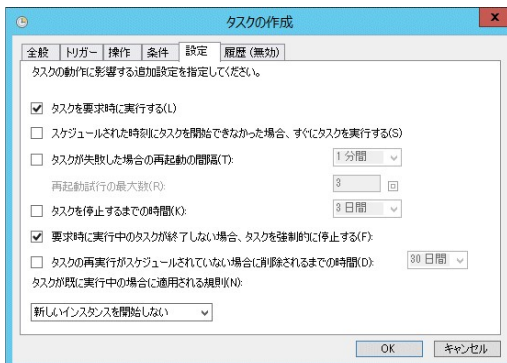 タスクの作成
x
全般 トリガー 操作 条件 設定 履歴 (無効)
タスクの動作に影響する追加設定を指定してください。
タスクを要求時に実行する(L)
スケジュールされた時刻にタスクを開始できなかった場合、すぐにタスクを実行する(S)
タスクが失敗した場合の再起動の間隔(T): 1 分間
再起動試行の最大数(R): 3 回
タスクを停止するまでの時間(K): 3 日間
要求時に実行中のタスクが終了しない場合、タスクを強制的に停止する(F):
タスクの再実行がスケジュールされていない場合に削除されるまでの時間(D): 30 日間
タスクが既に実行中の場合に適用される規則(N):
新しいインスタンスを開始しない
OK キャンセル